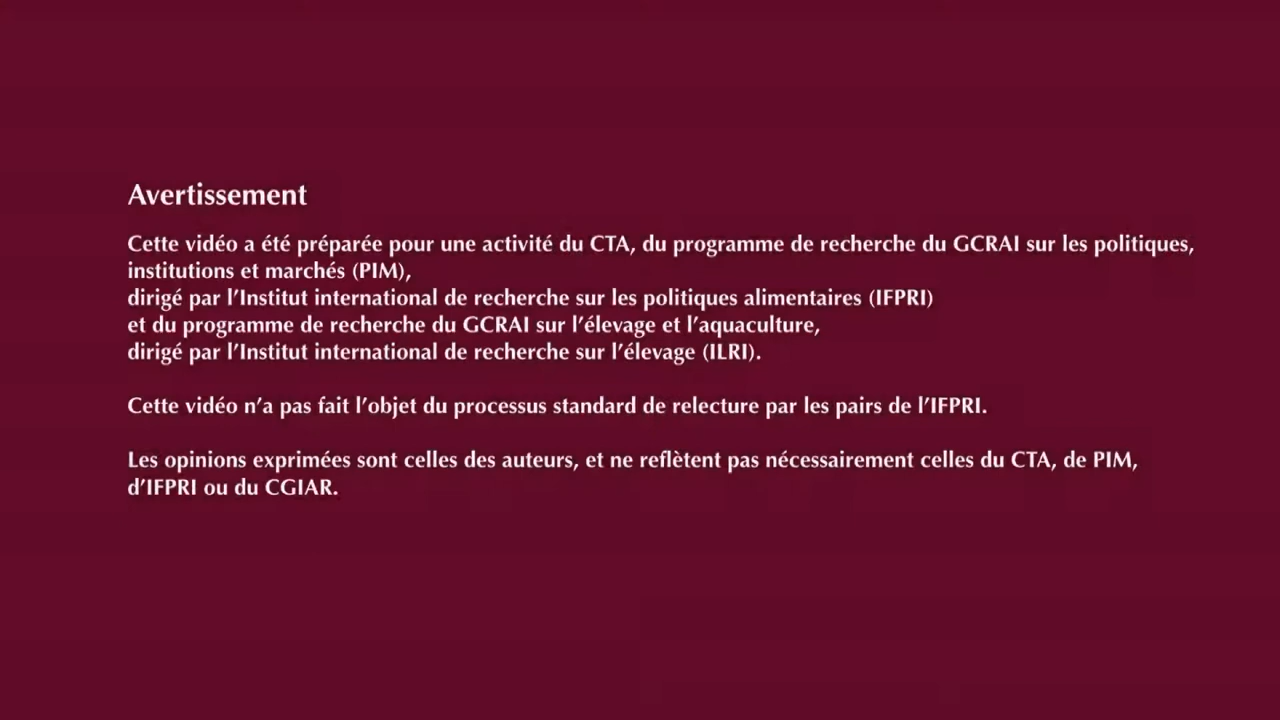 Avertissement
Cette vidéo a été préparée pour une activité du CTA, du programme de recherche du GCRAI sur les politiques,
institutions et marchés (PIM),
dirigé par l’Institut international de recherche sur les politiques alimentaires (IFPRI)
et du programme de recherche du GCRAI sur l’élevage et l’aquaculture,
dirigé par l’Institut international de recherche sur l’élevage (ILRI).
Cette vidéo n’a pas fait l’objet du processus standard de relecture par les pairs de l’IFPRI.
Les opinions exprimées sont celles des auteurs, et ne reflètent pas nécessairement celles du CTA, de PIM,
d’IFPRI ou du CGIAR.